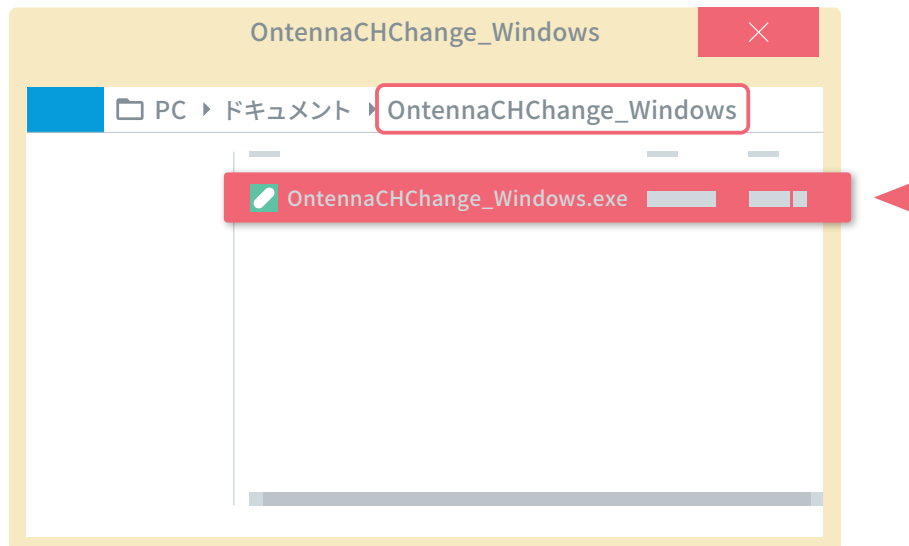 OntennaCHChange_Windows
PC ドキュメント OntennaCHChange_Windows
OntennaCHChange_Windows.exe